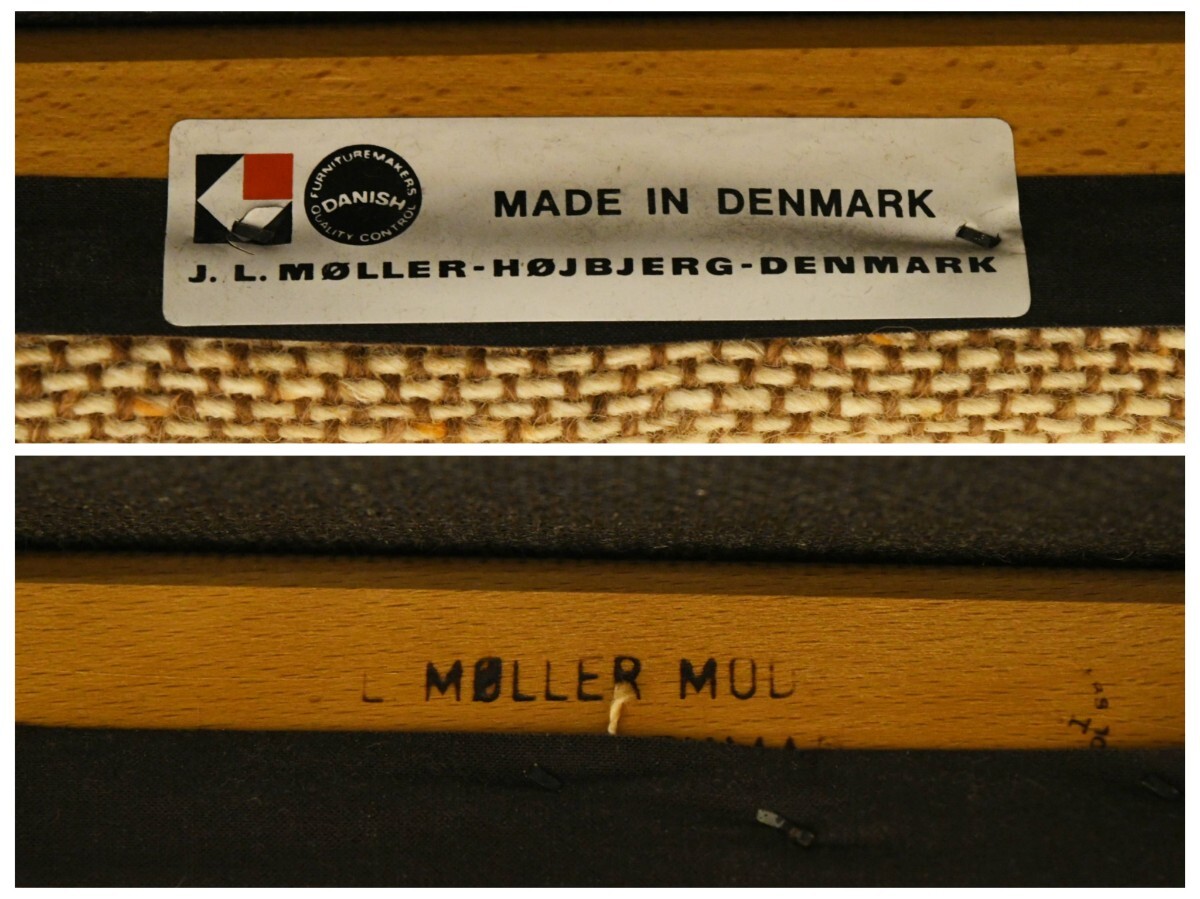 FURNITUREMAKERS
DANISH
QUALITY CONTROL
MADE IN DENMARK
J. L. MØLLER-HØJBJERG-DENMARK
L MØLLER MOD